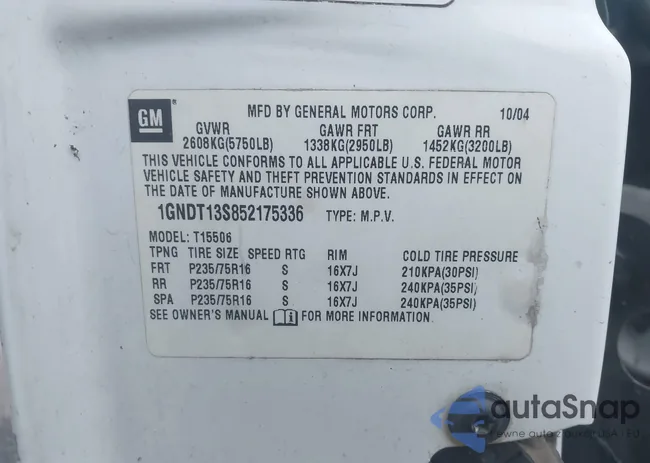 GM
MFD BY GENERAL MOTORS CORP. 10/04
GVWR GAWR FRT GAWR RR
2608KG(5750LB) 1338KG(2950LB) 1452KG(3200LB)
THIS VEHICLE CONFORMS TO ALL APPLICABLE U.S. FEDERAL MOTOR
VEHICLE SAFETY AND THEFT PREVENTION STANDARDS IN EFFECT ON
THE DATE OF MANUFACTURE SHOWN ABOVE.
1GNDT13S852175336 TYPE: M.P.V.
MODEL: T15506
TPNG TIRE SIZE SPEED RTG RIM COLD TIRE PRESSURE
FRT P235/75R16 S 16X7J 210KPA(30PSI)
RR P235/75R16 S 16X7J 240KPA(35PSI)
SPA P235/75R16 S 16X7J 240KPA(35PSI)
SEE OWNER'S MANUAL i FOR MORE INFORMATION.
autaSnap